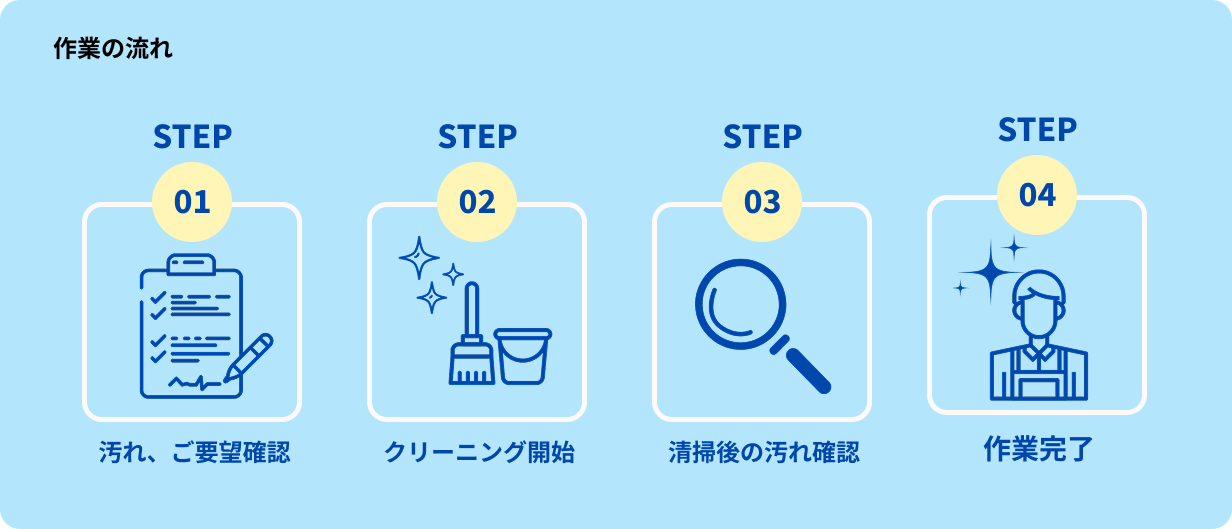 作業の流れ
STEP
01
汚れ、ご要望確認
STEP
02
クリーニング開始
STEP
03
清掃後の汚れ確認
STEP
04
作業完了